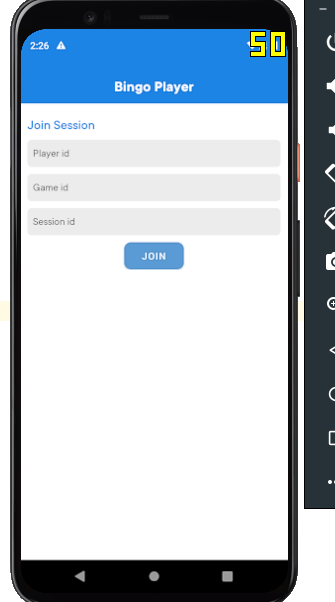 2:26
50
Bingo Player
Join Session
Player id
Game id
Session id
JOIN